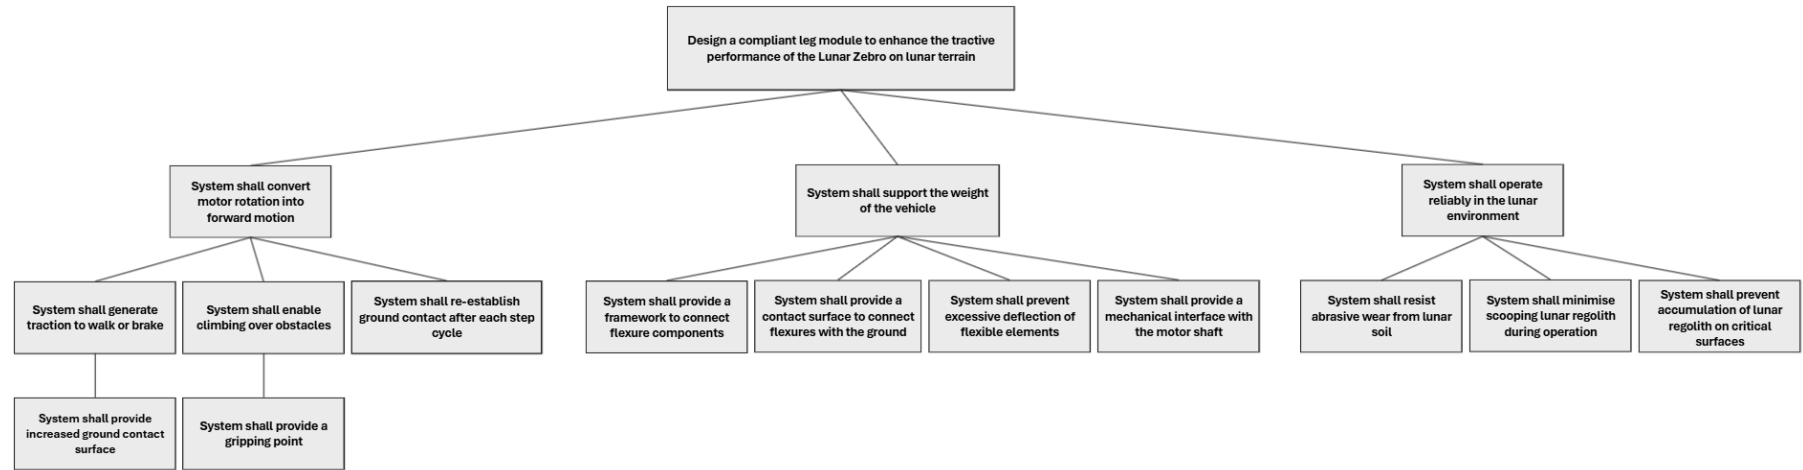 Design a compliant leg module to enhance the tractive
performance of the Lunar Zebro on lunar terrain
System shall convert
motor rotation into
forward motion
System shall support the weight
of the vehicle
System shall operate
reliably in the lunar
environment
System shall generate
traction to walk or brake
System shall enable
climbing over obstacles
System shall re-establish
ground contact after each step
cycle
System shall provide a
framework to connect
flexure components
System shall provide a
contact surface to connect
flexures with the ground
System shall prevent
excessive deflection of
flexible elements
System shall provide a
mechanical interface with
the motor shaft
System shall resist
abrasive wear from lunar
soil
System shall minimise
scooping lunar regolith
during operation
System shall prevent
accumulation of lunar
regolith on critical
surfaces
System shall provide
increased ground contact
surface
System shall provide a
gripping point